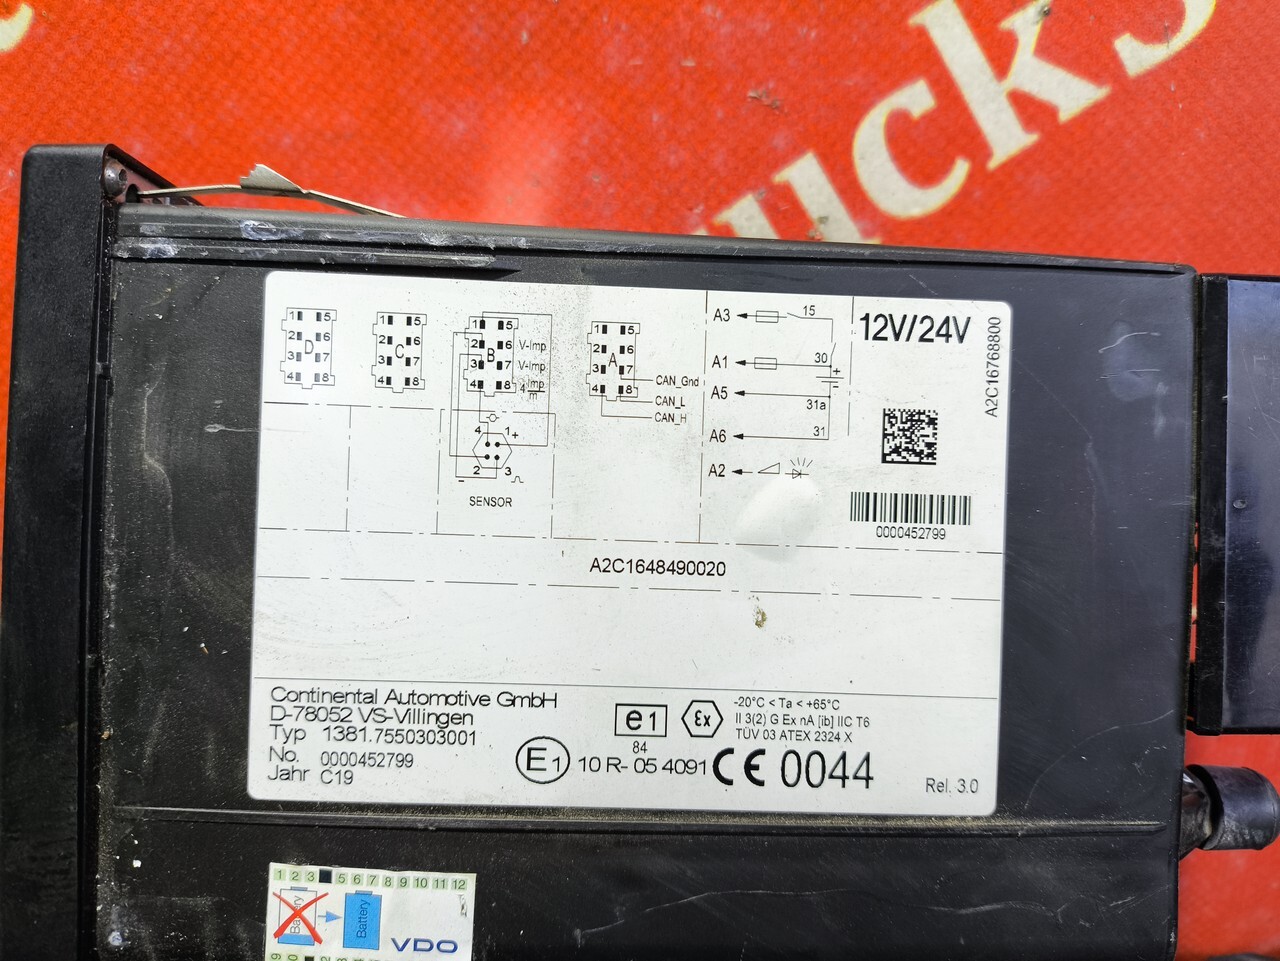 uck S
1 5
2 6
3 D 7
4 8
1 5
2 6
3 C 7
4 8
1 5
2 6 V-Imp
3 B 7 V-Imp
4 8 Imp
4 m
4 1 +
2 3
-
SENSOR
1 5
2 6
3 A 7
4 8
CAN_Gnd
CAN_L
CAN_H
A3 15
A1 30
+
-
A5 31a
A6 31
A2
12V/24V
A2C16768800
0000452799
A2C1648490020
Continental Automotive GmbH
D-78052 VS-Villingen
Typ 1381.7550303001
No. 0000452799
Jahr C19
e1
84
Ex
-20°C < Ta < +65°C
II 3(2) G Ex nA [ib] IIC T6
TÜV 03 ATEX 2324 X
E1 10 R- 05 4091
CE 0044
Rel. 3.0
1 2 3 5 6 7 8 9 10 11 12
Battery Battery
VDO